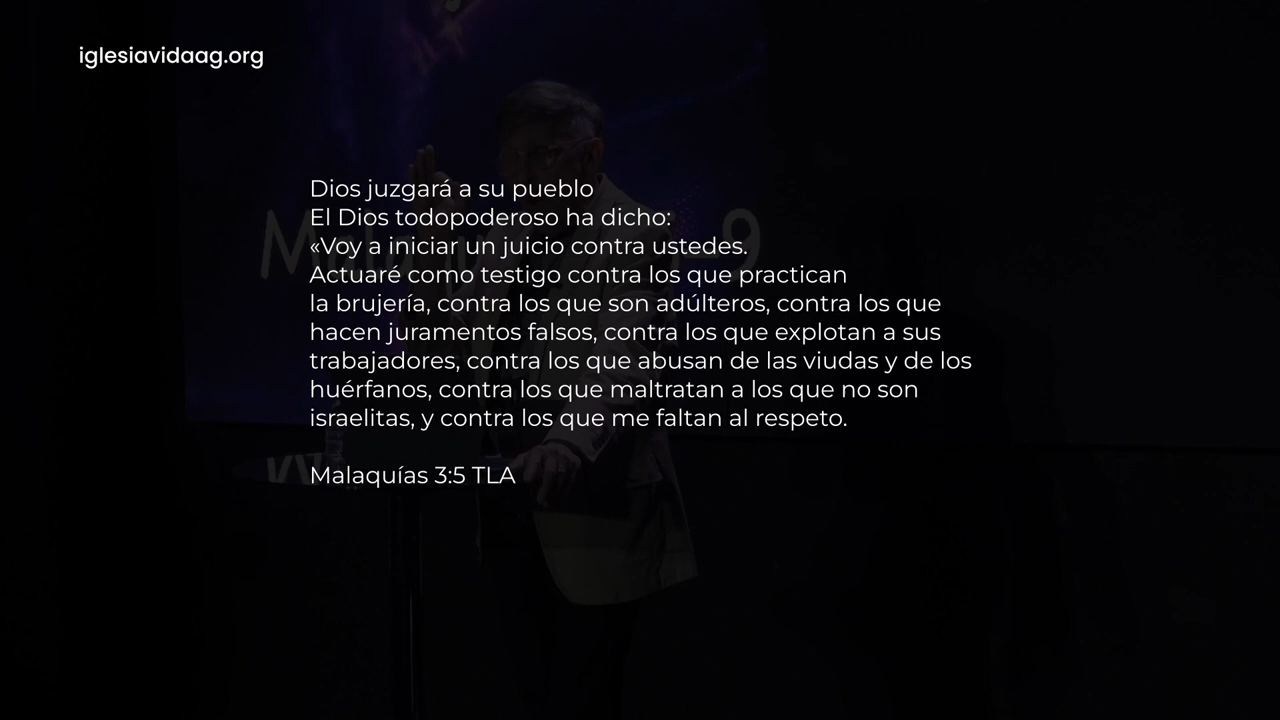 iglesiavidaag.org
Dios juzgará a su pueblo
El Dios todopoderoso ha dicho:
«Voy a iniciar un juicio contra ustedes.
Actuaré como testigo contra los que practican
la brujería, contra los que son adúlteros, contra los que
hacen juramentos falsos, contra los que explotan a sus
trabajadores, contra los que abusan de las viudas y de los
huérfanos, contra los que maltratan a los que no son
israelitas, y contra los que me faltan al respeto.
Malaquías 3:5 TLA